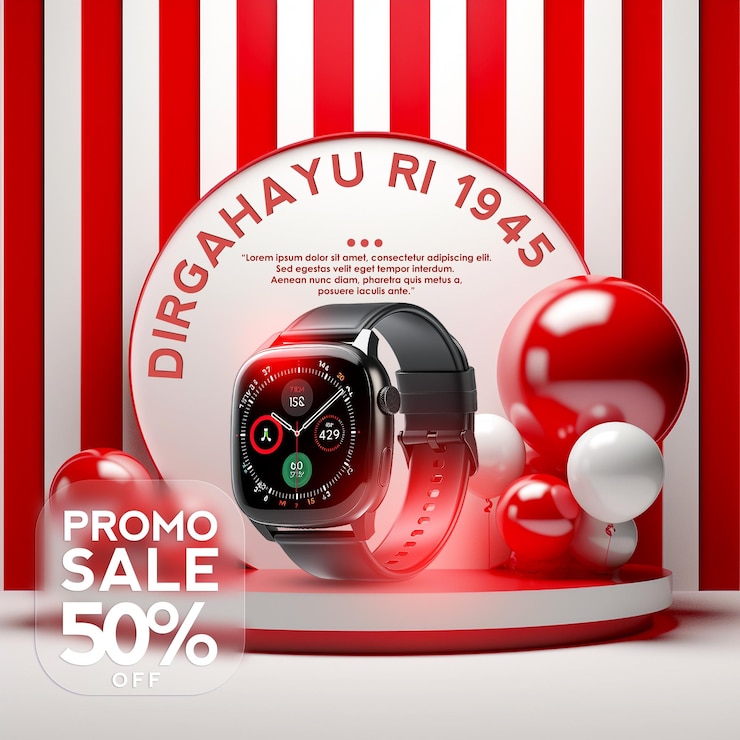 DIRGAHAYU RI 1945
“Lorem ipsum dolor sit amet, consectetur adipiscing elit.
Sed egestas velit eget tempor interdum.
Aenean nunc diam, pharetra quis metus a,
posuere iaculis ante.”
429
PROMO
SALE
50%
OFF